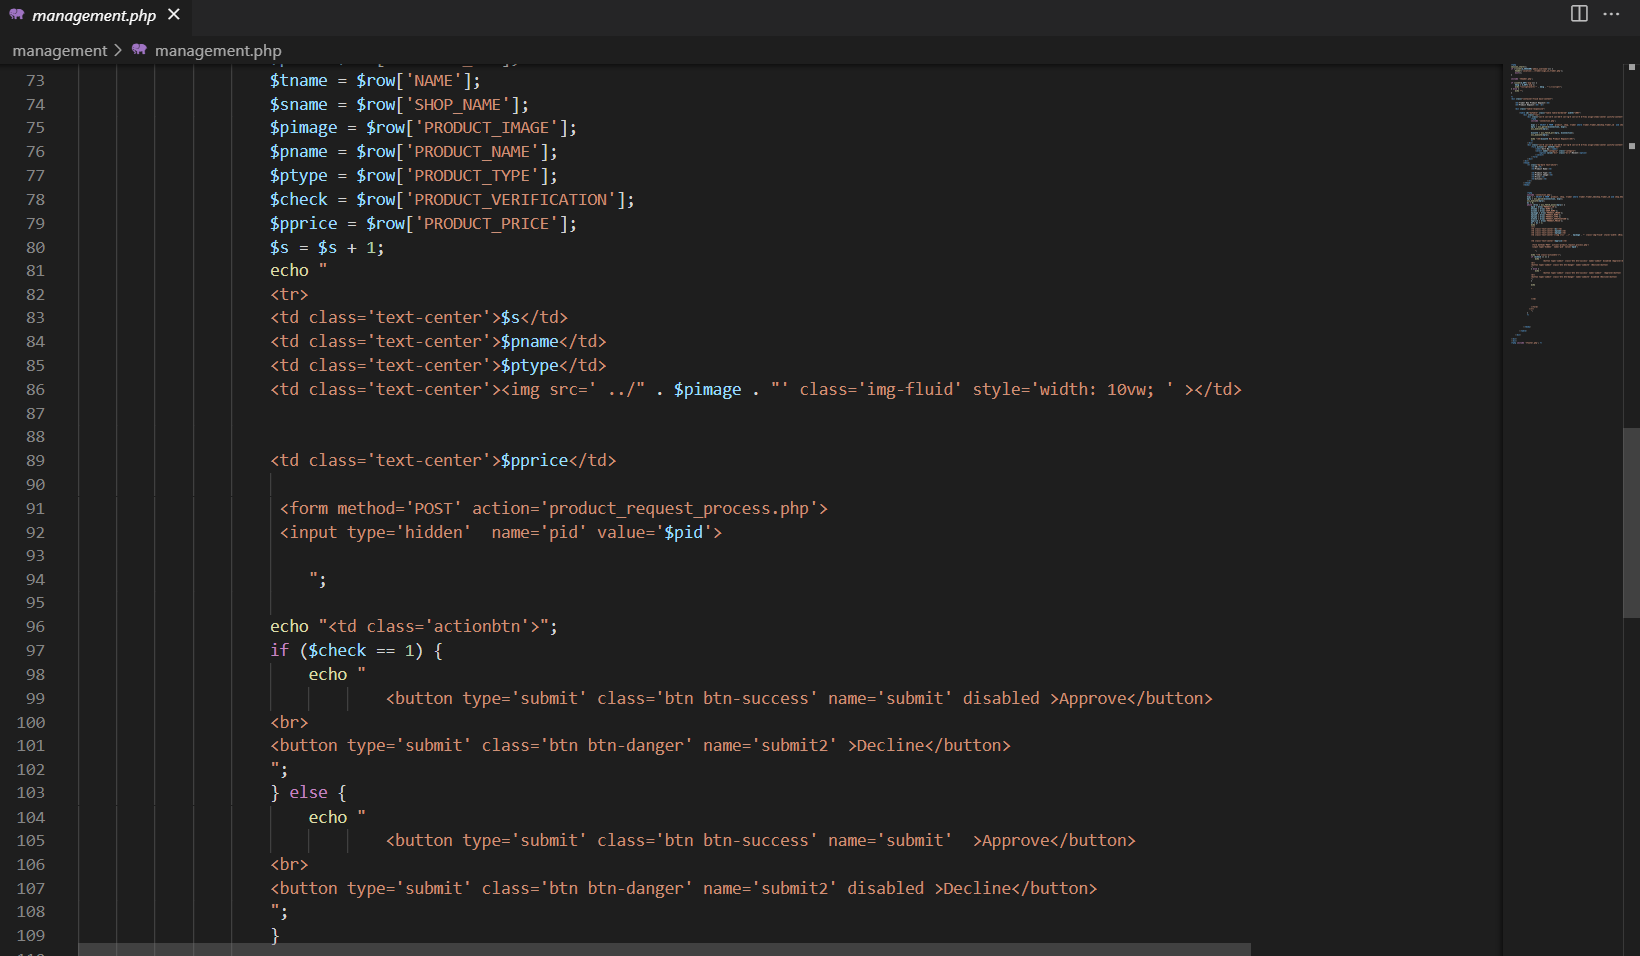 management.php ×
management > management.php
73 $tname = $row['NAME'];
74 $sname = $row['SHOP_NAME'];
75 $pimage = $row['PRODUCT_IMAGE'];
76 $pname = $row['PRODUCT_NAME'];
77 $ptype = $row['PRODUCT_TYPE'];
78 $check = $row['PRODUCT_VERIFICATION'];
79 $pprice = $row['PRODUCT_PRICE'];
80 $s = $s + 1;
81 echo "
82 <tr>
83 <td class='text-center'>$s</td>
84 <td class='text-center'>$pname</td>
85 <td class='text-center'>$ptype</td>
86 <td class='text-center'><img src=' ../" . $pimage . "' class='img-fluid' style='width: 10vw; ' ></td>
87
88
89 <td class='text-center'>$pprice</td>
90
91 <form method='POST' action='product_request_process.php'>
92 <input type='hidden'  name='pid' value='$pid'>
93
94 ";
95
96 echo "<td class='actionbtn'>";
97 if ($check == 1) {
98 echo "
99 <button type='submit' class='btn btn-success' name='submit' disabled >Approve</button>
100 <br>
101 <button type='submit' class='btn btn-danger' name='submit2' >Decline</button>
102 ";
103 } else {
104 echo "
105 <button type='submit' class='btn btn-success' name='submit'  >Approve</button>
106 <br>
107 <button type='submit' class='btn btn-danger' name='submit2' disabled >Decline</button>
108 ";
109 }